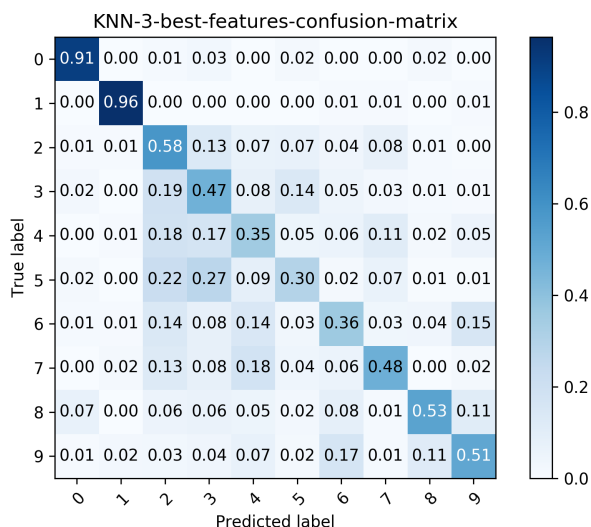 KNN-3-best-features-confusion-matrix
0 0.91 0.00 0.01 0.03 0.00 0.02 0.00 0.00 0.02 0.00
1 0.00 0.96 0.00 0.00 0.00 0.00 0.01 0.01 0.00 0.01
2 0.01 0.01 0.58 0.13 0.07 0.07 0.04 0.08 0.01 0.00
3 0.02 0.00 0.19 0.47 0.08 0.14 0.05 0.03 0.01 0.01
4 0.00 0.01 0.18 0.17 0.35 0.05 0.06 0.11 0.02 0.05
5 0.02 0.00 0.22 0.27 0.09 0.30 0.02 0.07 0.01 0.01
6 0.01 0.01 0.14 0.08 0.14 0.03 0.36 0.03 0.04 0.15
7 0.00 0.02 0.13 0.08 0.18 0.04 0.06 0.48 0.00 0.02
8 0.07 0.00 0.06 0.06 0.05 0.02 0.08 0.01 0.53 0.11
9 0.01 0.02 0.03 0.04 0.07 0.02 0.17 0.01 0.11 0.51
0 1 2 3 4 5 6 7 8 9
Predicted label
True label
0.8
0.6
0.4
0.2
0.0